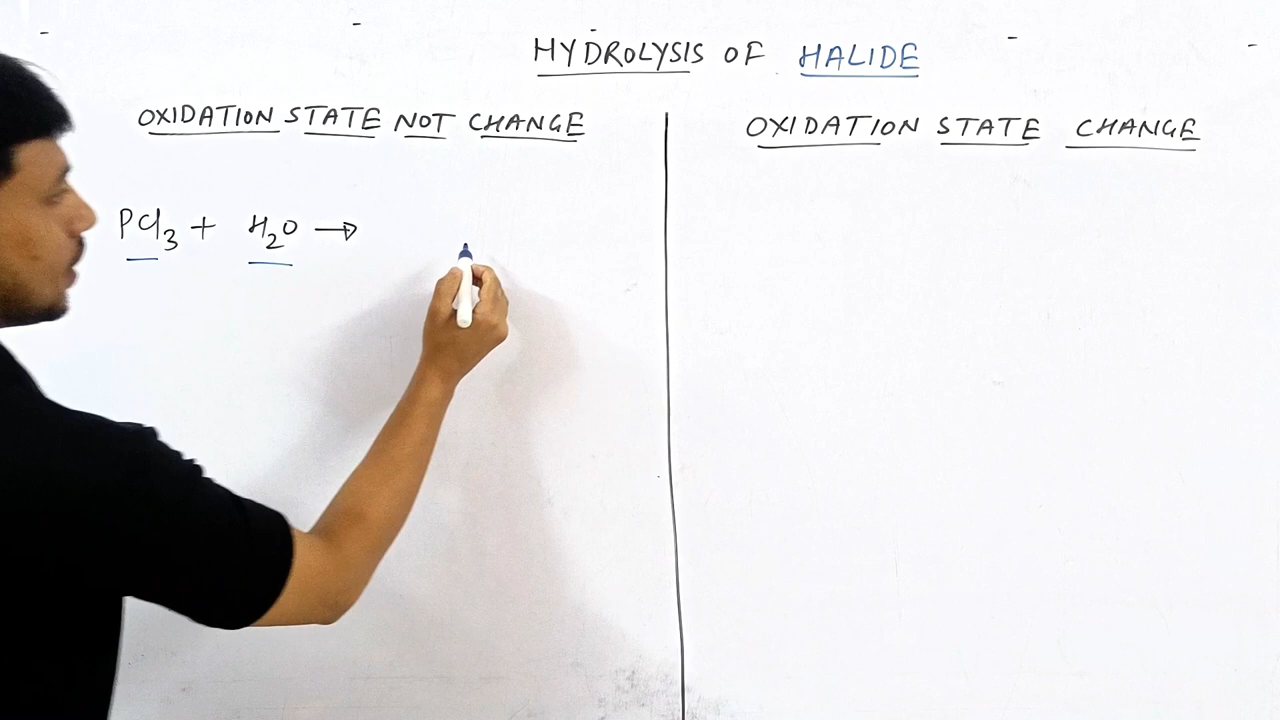 HYDROLYSIS OF HALIDE
OXIDATION STATE NOT CHANGE
PCl₃ + H₂O →
OXIDATION STATE CHANGE